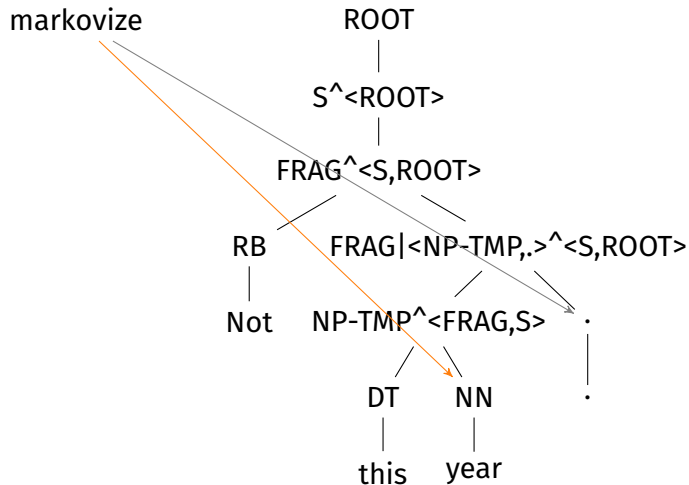 markovize ROOT
S^<ROOT>
FRAG^<S,ROOT>
RB FRAG|<NP-TMP,.>^<S,ROOT>
Not NP-TMP^<FRAG,S> .
DT NN .
this year